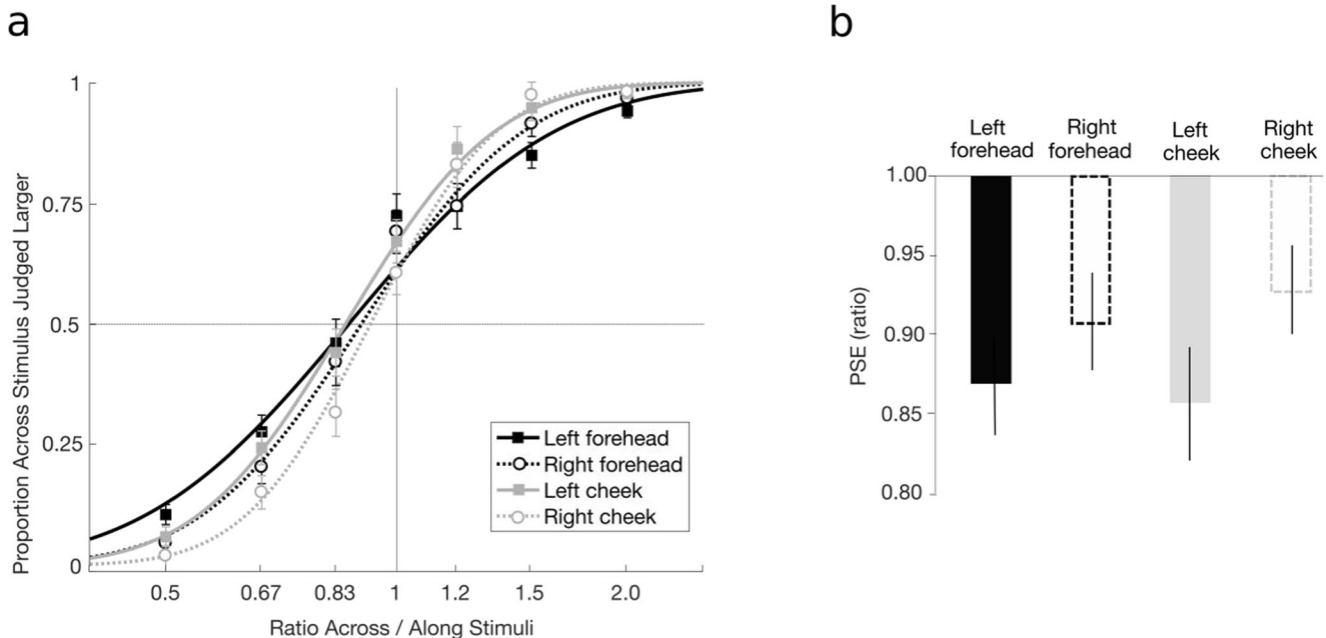 a
Proportion Across Stimulus Judged Larger
1
0.75
0.5
0.25
0
0.5 0.67 0.83 1 1.2 1.5 2.0
Ratio Across / Along Stimuli
Left forehead
Right forehead
Left cheek
Right cheek
b
Left forehead
Right forehead
Left cheek
Right cheek
PSE (ratio)
1.00
0.95
0.90
0.85
0.80